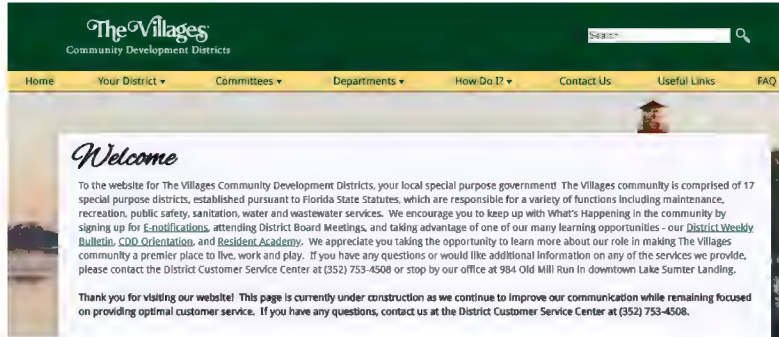 The Villages
Community Development Districts
Search
Home Your District Committees Departments How Do I? Contact Us Useful Links FAQ
Welcome
To the website for The Villages Community Development Districts, your local special purpose government! The Villages community is comprised of 17
special purpose districts, established pursuant to Florida State Statutes, which are responsible for a variety of functions including maintenance,
recreation, public safety, sanitation, water and wastewater services. We encourage you to keep up with What's Happening in the community by
signing up for E-notifications, attending District Board Meetings, and taking advantage of one of our many learning opportunities - our District Weekly
Bulletin, CDD Orientation, and Resident Academy. We appreciate you taking the opportunity to learn more about our role in making The Villages
community a premier place to live, work and play. If you have any questions or would like additional information on any of the services we provide,
please contact the District Customer Service Center at (352) 753-4508 or stop by our office at 984 Old Mill Run in downtown Lake Sumter Landing.
Thank you for visiting our website! This page is currently under construction as we continue to improve our communication while remaining focused
on providing optimal customer service. If you have any questions, contact us at the District Customer Service Center at (352) 753-4508.